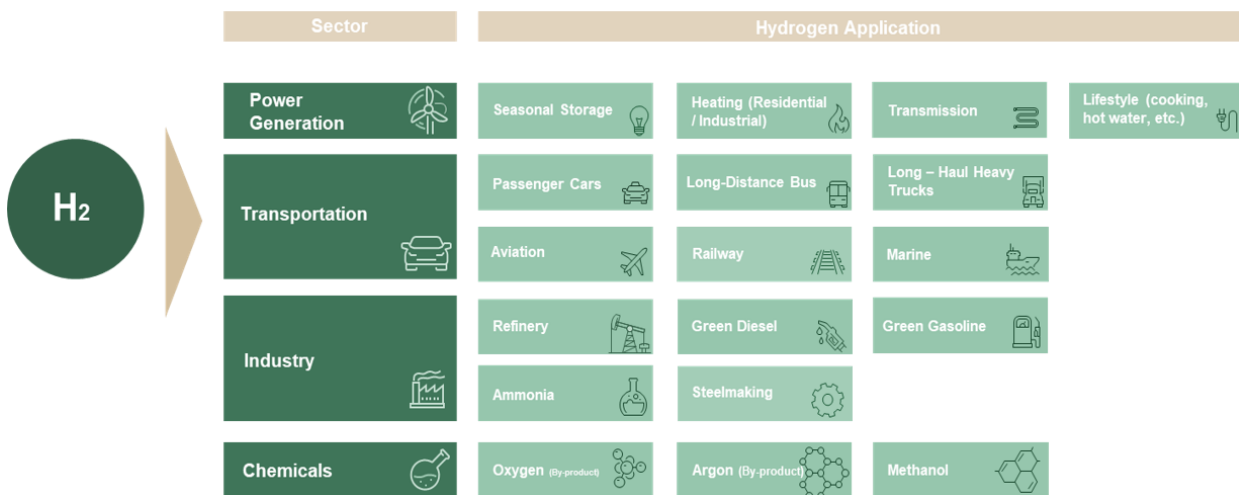 Sector
Hydrogen Application
H2
Power
Generation
Seasonal Storage
Heating (Residential
/ Industrial)
Transmission
Lifestyle (cooking,
hot water, etc.)
Transportation
Passenger Cars
Long-Distance Bus
Long – Haul Heavy
Trucks
Aviation
Railway
Marine
Industry
Refinery
Green Diesel
Green Gasoline
Ammonia
Steelmaking
Chemicals
Oxygen (By-product)
Argon (By-product)
Methanol